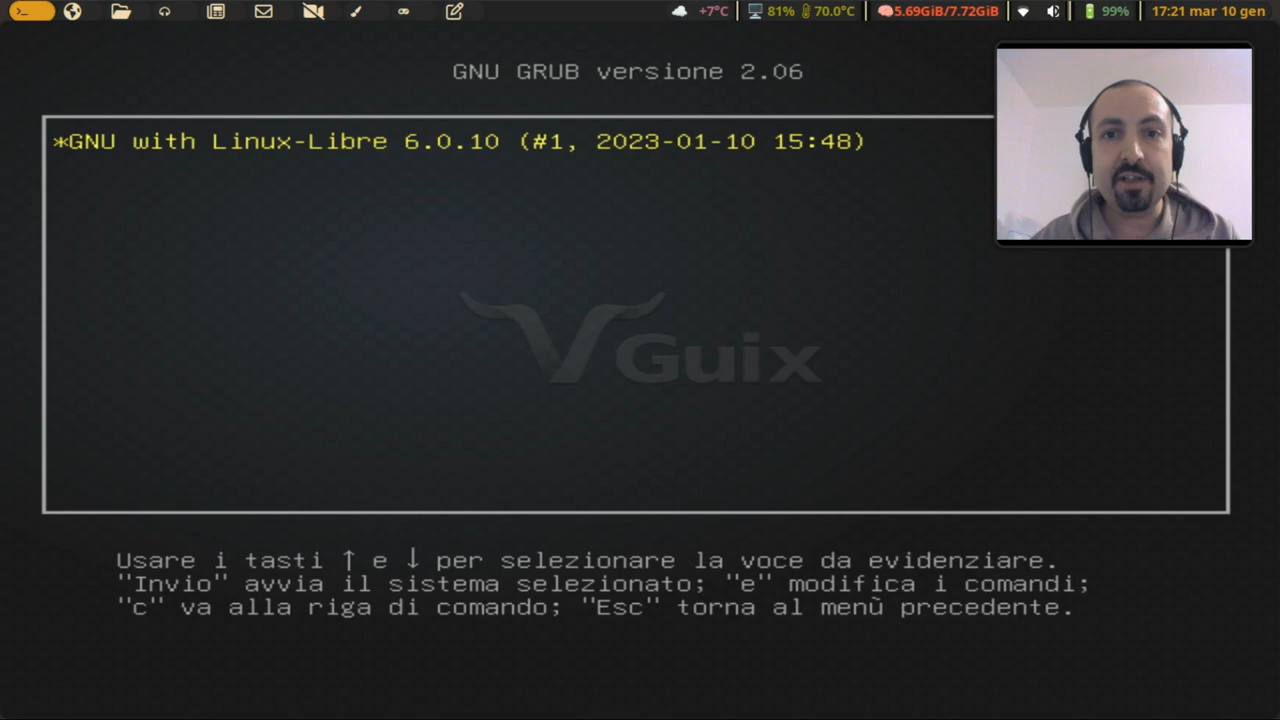 +7°C 81% 70.0°C 5.69GiB/7.72GiB 99% 17:21 mar 10 gen
GNU GRUB versione 2.06
*GNU with Linux-Libre 6.0.10 (#1, 2023-01-10 15:48)
Guix
Usare i tasti ↑ e ↓ per selezionare la voce da evidenziare.
"Invio" avvia il sistema selezionato; "e" modifica i comandi;
"c" va alla riga di comando; "Esc" torna al menù precedente.